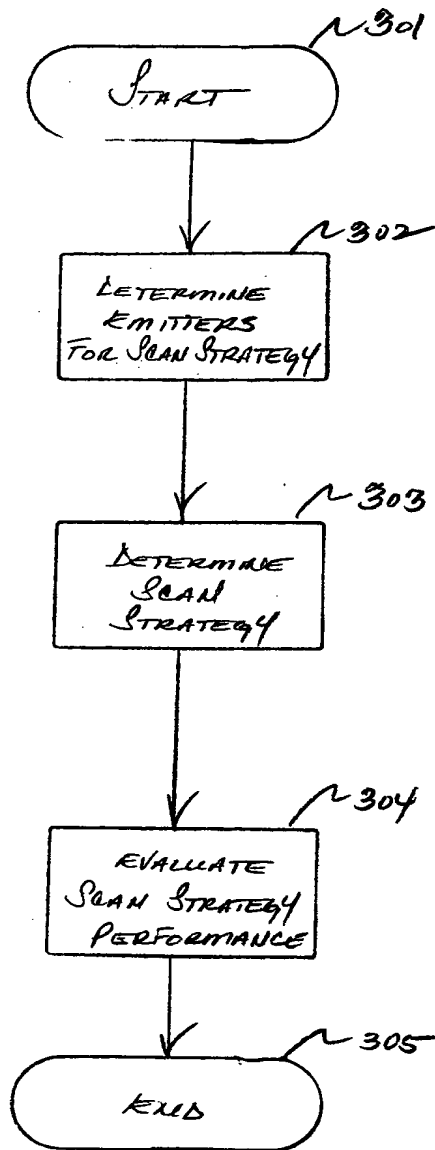 301
START
302
DETERMINE
EMITTERS
FOR SCAN STRATEGY
303
DETERMINE
SCAN
STRATEGY
304
EVALUATE
SCAN STRATEGY
PERFORMANCE
305
END